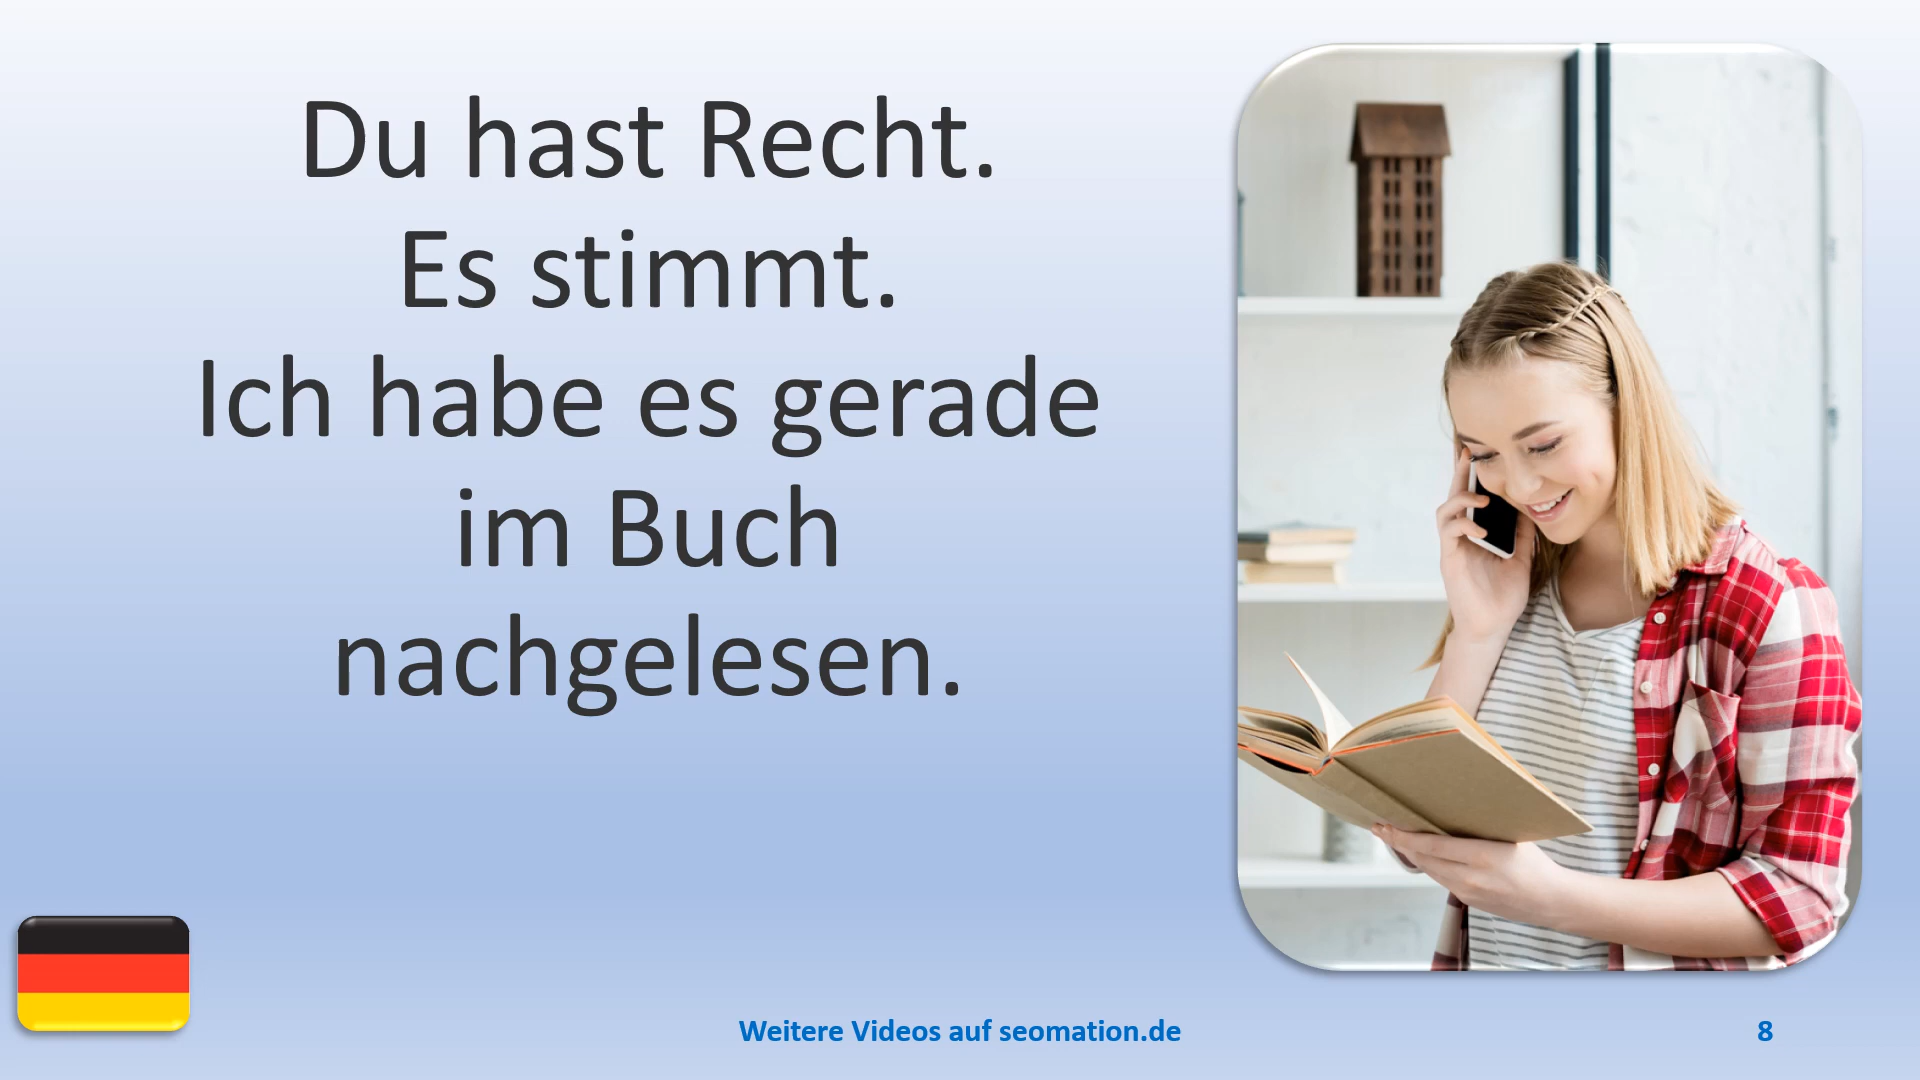 Du hast Recht.
Es stimmt.
Ich habe es gerade
im Buch
nachgelesen.
Weitere Videos auf seomation.de
8